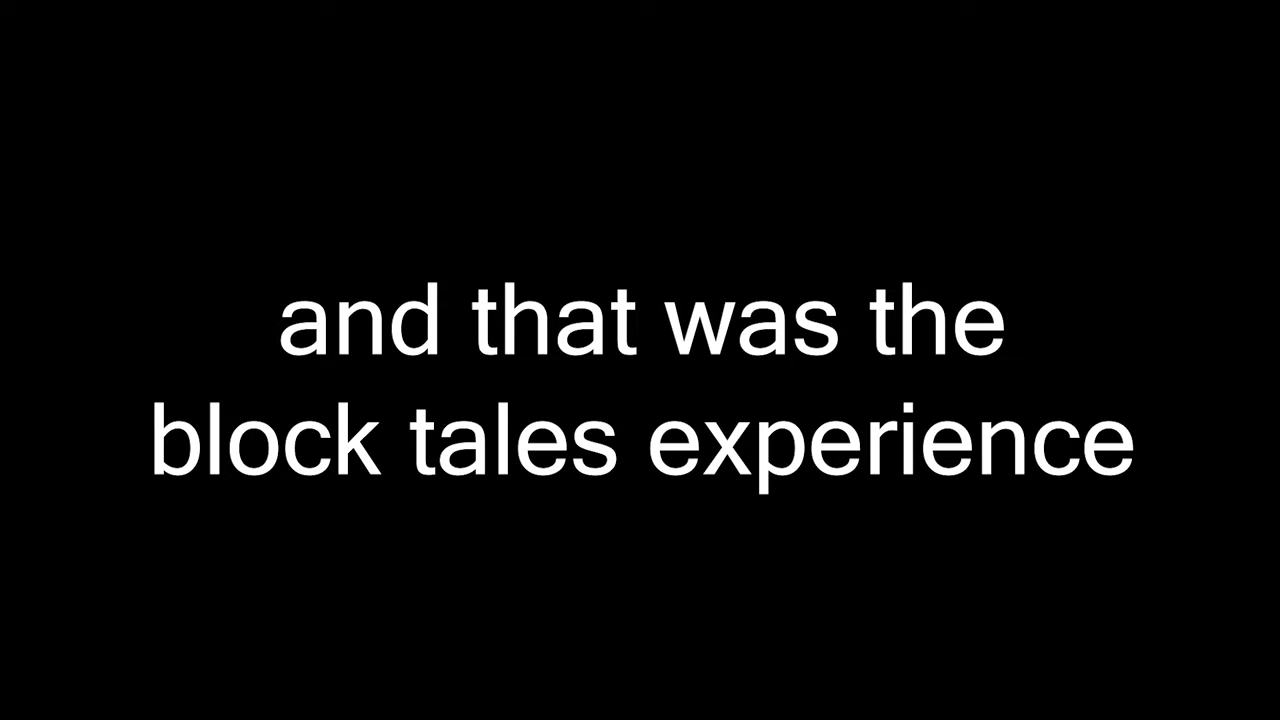 and that was the
block tales experience